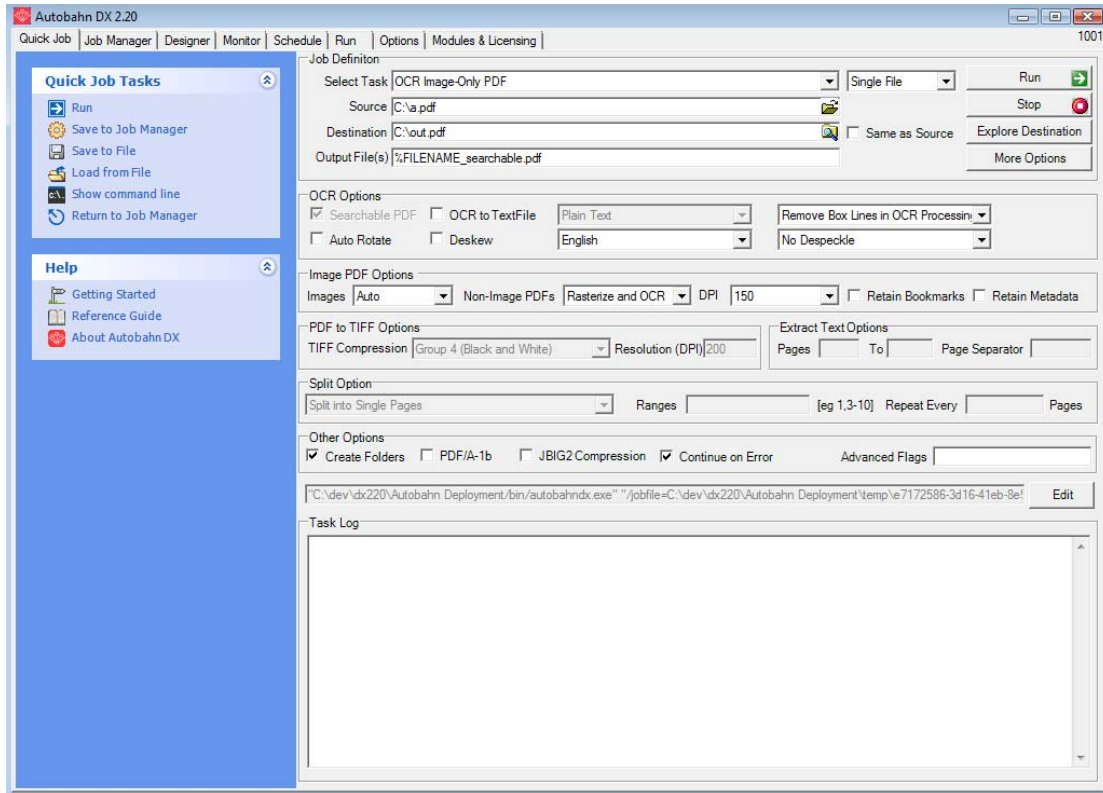 Autobahn DX 2.20
Quick Job Job Manager Designer Monitor Schedule Run Options Modules & Licensing 1001
Quick Job Tasks
Run
Save to Job Manager
Save to File
Load from File
Show command line
Return to Job Manager
Help
Getting Started
Reference Guide
About Autobahn DX
Job Definiton
Select Task OCR Image-Only PDF Single File Run
Source C:\a.pdf Stop
Destination C:\out.pdf Same as Source Explore Destination
Output File(s) %FILENAME_searchable.pdf More Options
OCR Options
Searchable PDF OCR to TextFile Plain Text Remove Box Lines in OCR Processin
Auto Rotate Deskew English No Despeckle
Image PDF Options
Images Auto Non-Image PDFs Rasterize and OCR DPI 150 Retain Bookmarks Retain Metadata
PDF to TIFF Options
TIFF Compression Group 4 (Black and White) Resolution (DPI) 200
Extract Text Options
Pages To Page Separator
Split Option
Split into Single Pages Ranges [eg 1,3-10] Repeat Every Pages
Other Options
Create Folders PDF/A-1b JBIG2 Compression Continue on Error Advanced Flags
"C:\dev\dx220\Autobahn Deployment/bin/autobahndx.exe" "/jobfile=C:\dev\dx220\Autobahn Deployment\temp\e7172586-3d16-41eb-8e! Edit
Task Log